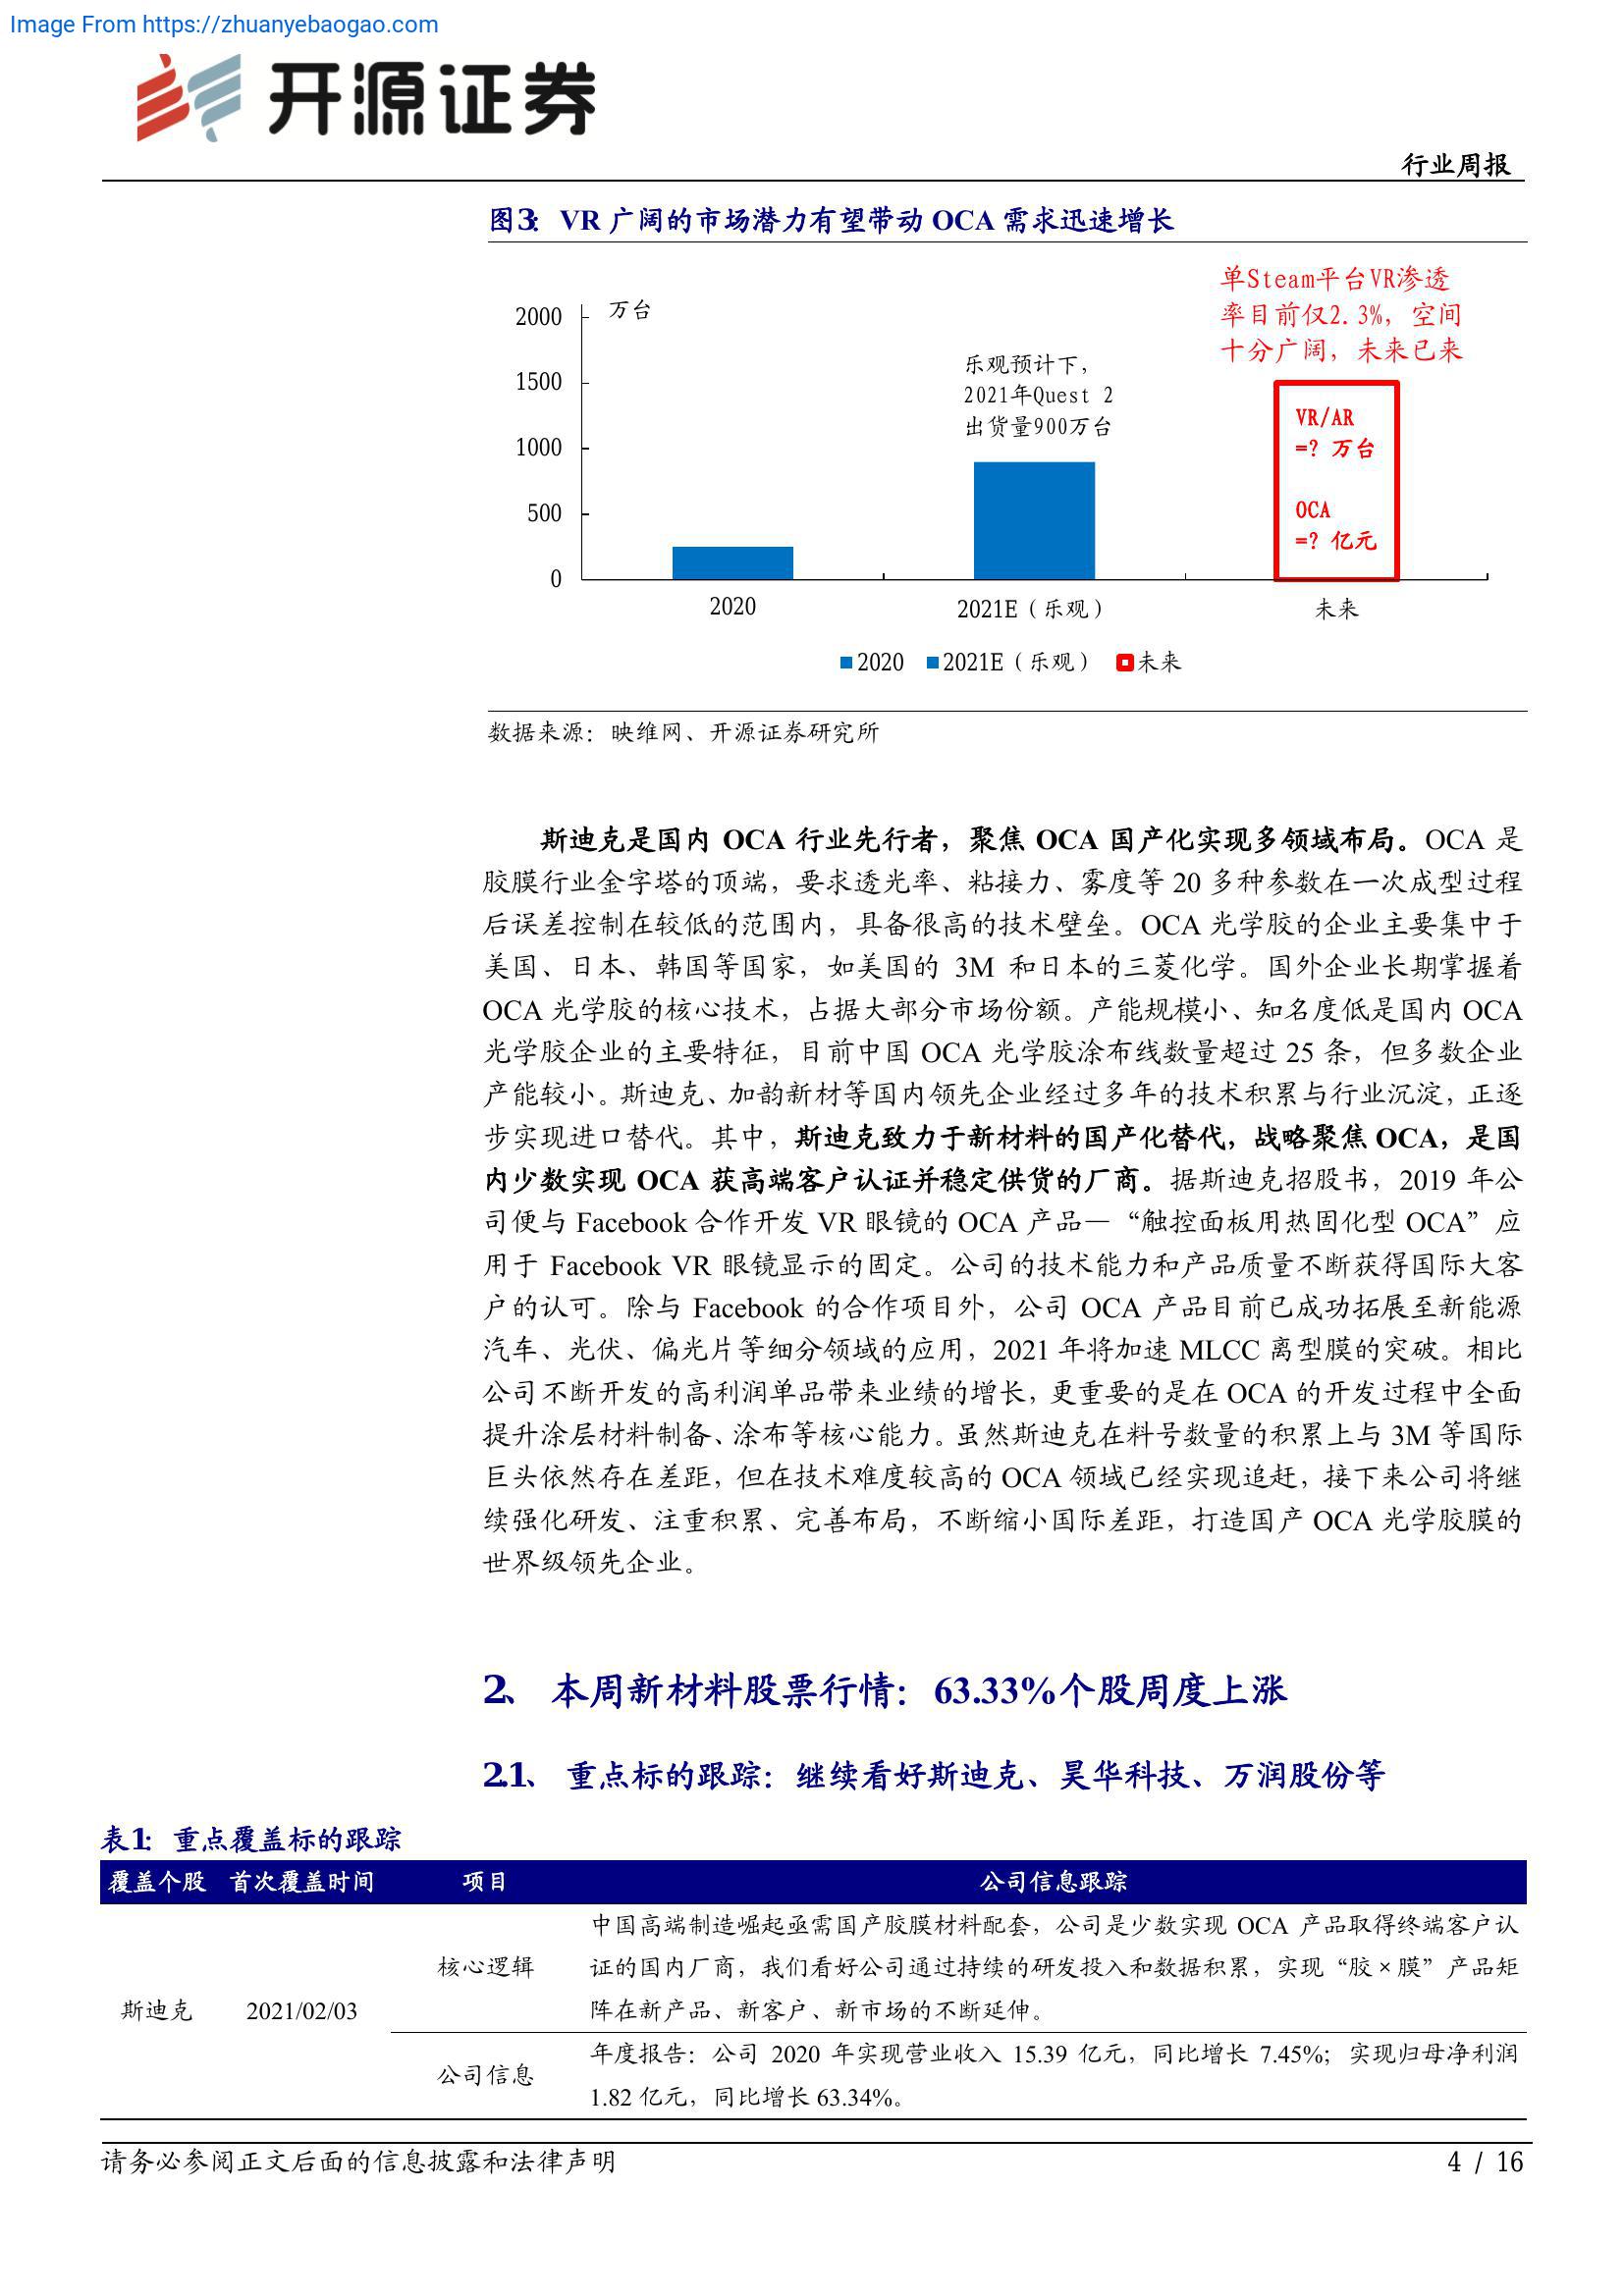 Image From https://zhuanyebaogao.com
开源证券
行业周报
图3： VR 广阔的市场潜力有望带动 OCA 需求迅速增长
单Steam平台VR渗透
率目前仅2.3%，空间
十分广阔，未来已来
万台
2000
1500
1000
500
0
乐观预计下，
2021年Quest 2
出货量900万台
VR/AR
=？万台
OCA
=？亿元
2020 2021E（乐观） 未来
2020 2021E（乐观） 未来
数据来源：映维网、开源证券研究所
斯迪克是国内 OCA 行业先行者，聚焦 OCA 国产化实现多领域布局。OCA 是
胶膜行业金字塔的顶端，要求透光率、粘接力、雾度等 20 多种参数在一次成型过程
后误差控制在较低的范围内，具备很高的技术壁垒。OCA 光学胶的企业主要集中于
美国、日本、韩国等国家，如美国的 3M 和日本的三菱化学。国外企业长期掌握着
OCA 光学胶的核心技术，占据大部分市场份额。产能规模小、知名度低是国内 OCA
光学胶企业的主要特征，目前中国 OCA 光学胶涂布线数量超过 25 条，但多数企业
产能较小。斯迪克、加韵新材等国内领先企业经过多年的技术积累与行业沉淀，正逐
步实现进口替代。其中，斯迪克致力于新材料的国产化替代，战略聚焦 OCA，是国
内少数实现 OCA 获高端客户认证并稳定供货的厂商。据斯迪克招股书，2019 年公
司便与 Facebook 合作开发 VR 眼镜的 OCA 产品—“触控面板用热固化型 OCA”应
用于 Facebook VR 眼镜显示的固定。公司的技术能力和产品质量不断获得国际大客
户的认可。除与 Facebook 的合作项目外，公司 OCA 产品目前已成功拓展至新能源
汽车、光伏、偏光片等细分领域的应用，2021 年将加速 MLCC 离型膜的突破。相比
公司不断开发的高利润单品带来业绩的增长，更重要的是在 OCA 的开发过程中全面
提升涂层材料制备、涂布等核心能力。虽然斯迪克在料号数量的积累上与 3M 等国际
巨头依然存在差距，但在技术难度较高的 OCA 领域已经实现追赶，接下来公司将继
续强化研发、注重积累、完善布局，不断缩小国际差距，打造国产 OCA 光学胶膜的
世界级领先企业。
2、 本周新材料股票行情：63.33%个股周度上涨
2.1、 重点标的跟踪：继续看好斯迪克、昊华科技、万润股份等
表1：重点覆盖标的跟踪
覆盖个股 首次覆盖时间 项目 公司信息跟踪
斯迪克 2021/02/03
核心逻辑
中国高端制造崛起亟需国产胶膜材料配套，公司是少数实现 OCA 产品取得终端客户认
证的国内厂商，我们看好公司通过持续的研发投入和数据积累，实现“胶×膜”产品矩
阵在新产品、新客户、新市场的不断延伸。
公司信息
年度报告：公司 2020 年实现营业收入 15.39 亿元，同比增长 7.45%；实现归母净利润
1.82 亿元，同比增长 63.34%。
请务必参阅正文后面的信息披露和法律声明 4 / 16